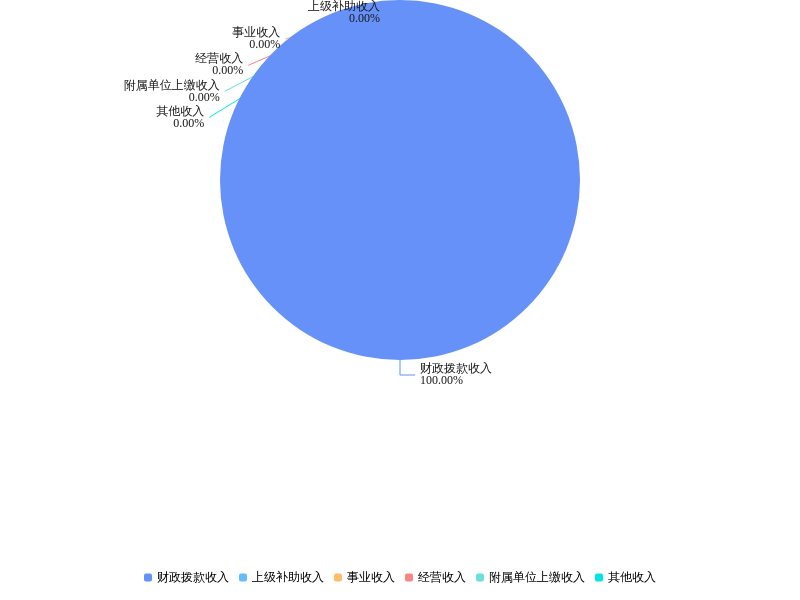 上级补助收入
0.00%
事业收入
0.00%
经营收入
0.00%
附属单位上缴收入
0.00%
其他收入
0.00%
财政拨款收入
100.00%
财政拨款收入 上级补助收入 事业收入 经营收入 附属单位上缴收入 其他收入